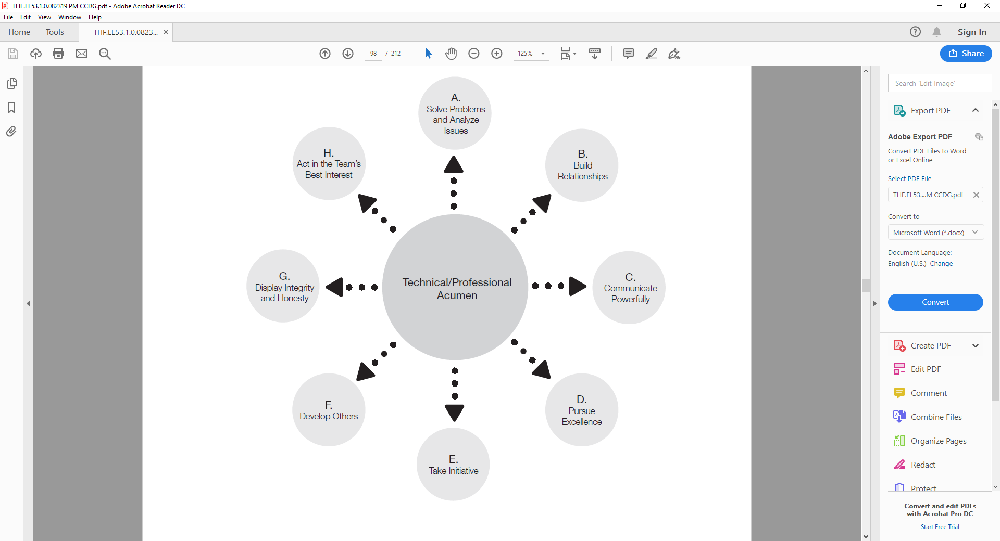 THF.EL53.1.0.082319 PM CCDG.pdf - Adobe Acrobat Reader DC
File Edit View Window Help
Home Tools THF.EL53.1.0.0823... ×
Sign In
98 / 212 125%
Share
A.
Solve Problems
and Analyze
Issues
B.
Build
Relationships
C.
Communicate
Powerfully
D.
Pursue
Excellence
E.
Take Initiative
F.
Develop Others
G.
Display Integrity
and Honesty
H.
Act in the Team's
Best Interest
Technical/Professional
Acumen
Search 'Edit Image'
Export PDF
Adobe Export PDF
Convert PDF Files to Word
or Excel Online
Select PDF File
THF.EL53....M CCDG.pdf
Convert to
Microsoft Word (*.docx)
Document Language:
English (U.S.) Change
Convert
Create PDF
Edit PDF
Comment
Combine Files
Organize Pages
Redact
Protect
Convert and edit PDFs
with Acrobat Pro DC
Start Free Trial